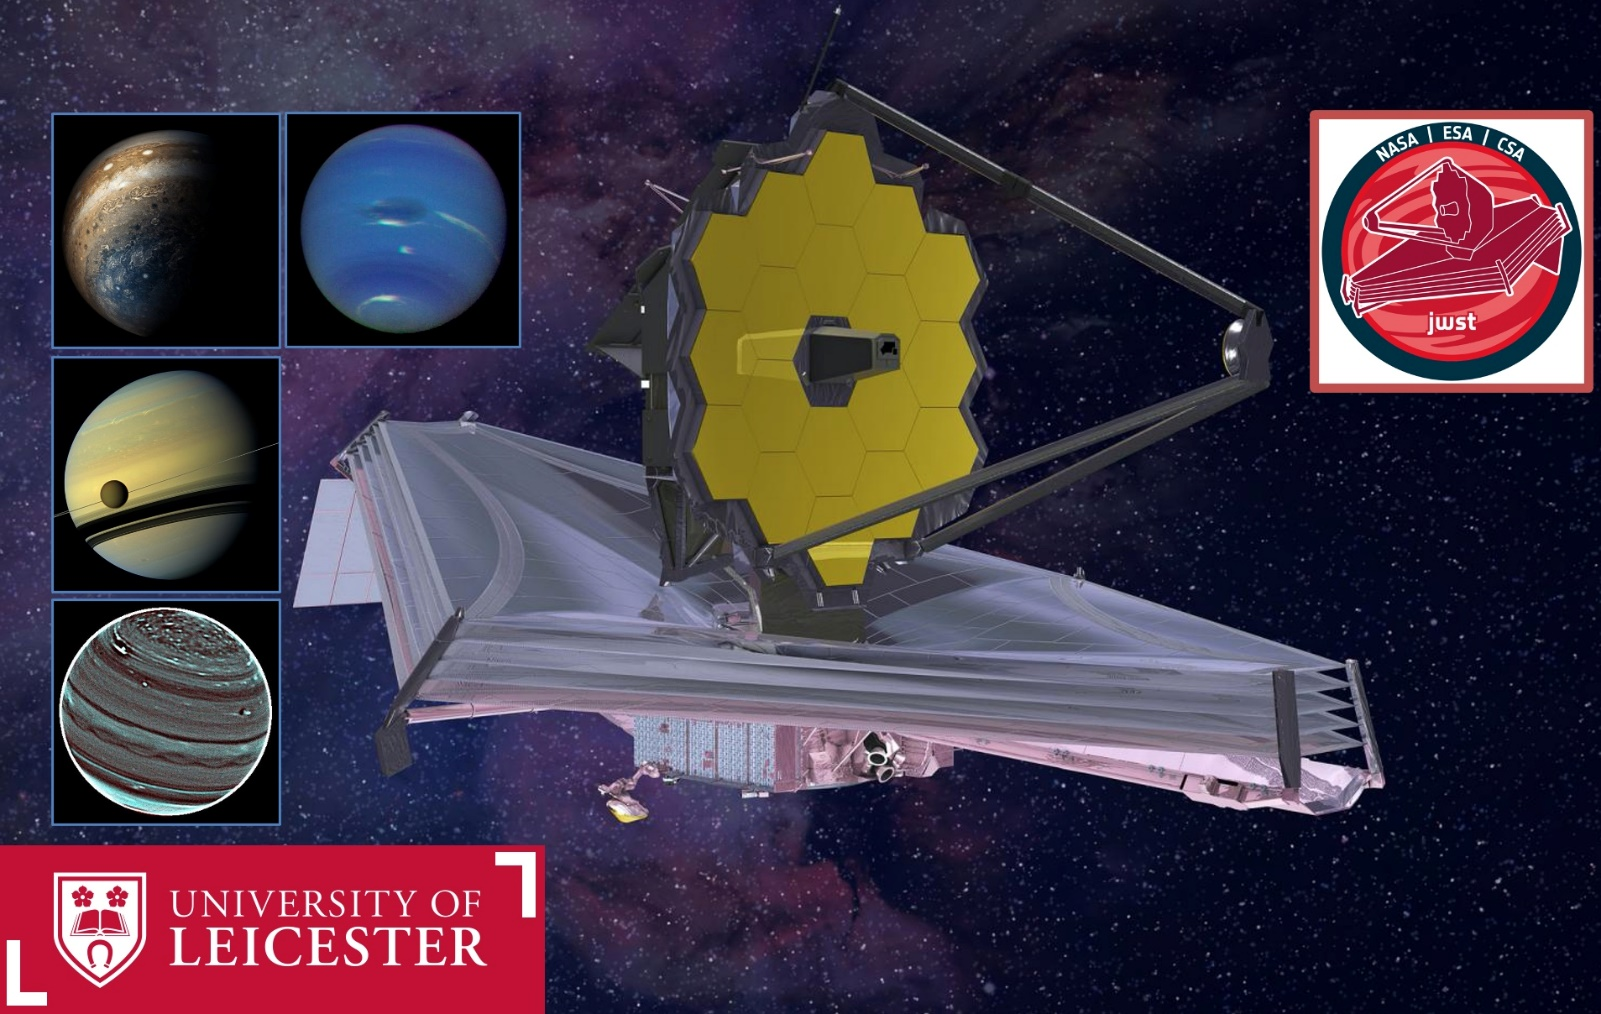 NASA | ESA | CSA
jwst
UNIVERSITY OF
LEICESTER